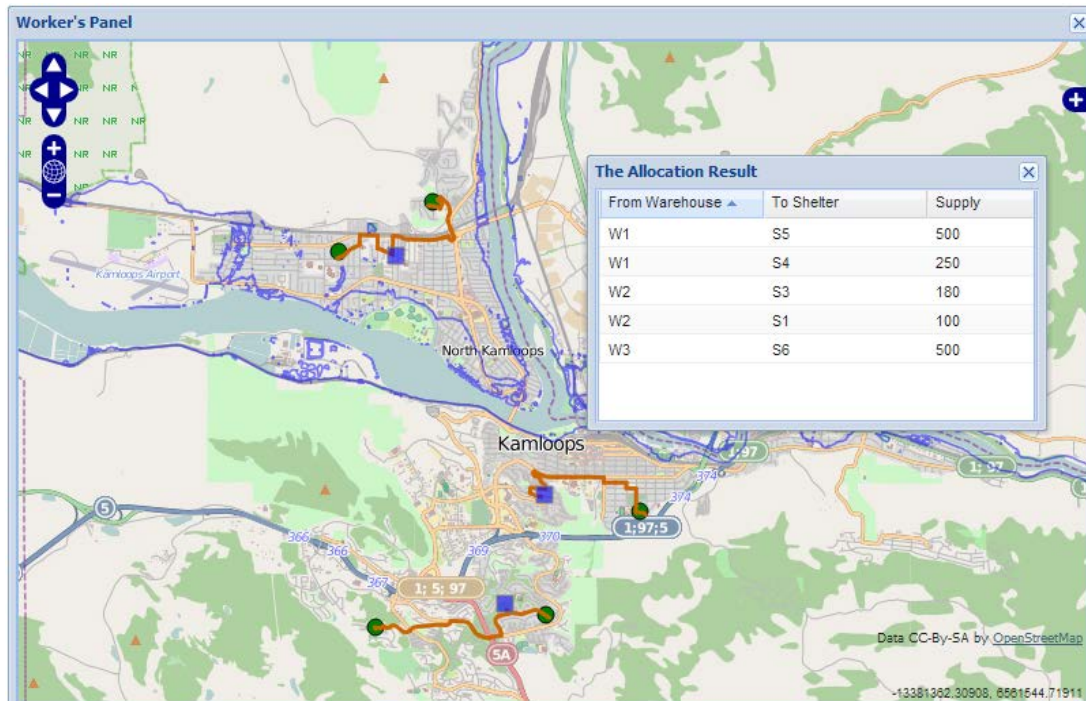 Worker's Panel
NR NR NR
NR NR
NR NR NR
NR NR NR NR
NR NR
NR
The Allocation Result
From Warehouse To Shelter Supply
W1 S5 500
W1 S4 250
W2 S3 180
W2 S1 100
W3 S6 500
Kamloops Airport
North Kamloops
Kamloops
1;97
1; 97
374
374
5
1;97;5
366
366
369
370
367
1; 5; 97
5A
Data CC-By-SA by OpenStreetMap
-13381362.30908, 6561544.71911